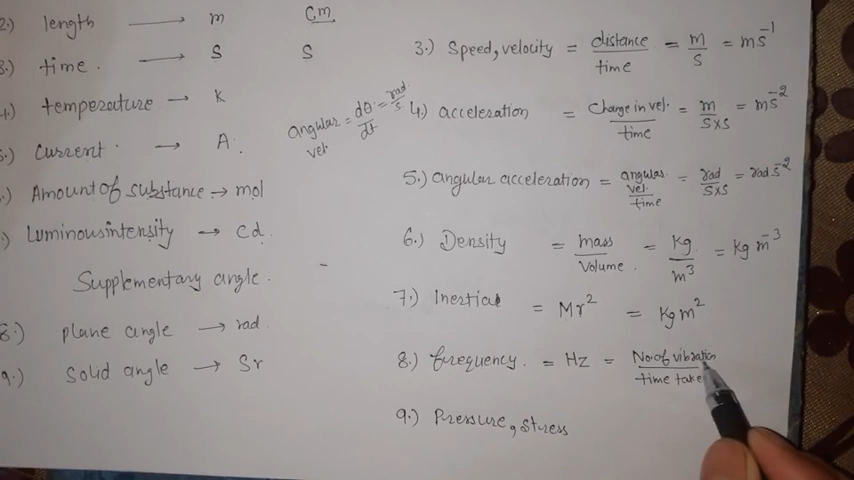 2.) length → m cm
3.) time. → S S
4.) temperature → K
5.) Current. → A.
.) Amount of substance → mol
.) Luminous intensity → Cd.
Supplementary angle.
8.) plane angle → rad.
9.) Solid angle → Sr
angular vel. = dθ/dt = rad/s
3.) Speed, velocity = distance/time = m/s = ms⁻¹
4.) acceleration = Change in vel./time = m/s×s = ms⁻²
5.) angular acceleration = angular vel./time = rad/s×s = rad s⁻²
6.) Density = mass/Volume. = Kg/m³ = Kg m⁻³
7.) Inertia = Mr² = Kgm²
8.) frequency. = Hz = No. of vibration/time take
9.) Pressure, Stress